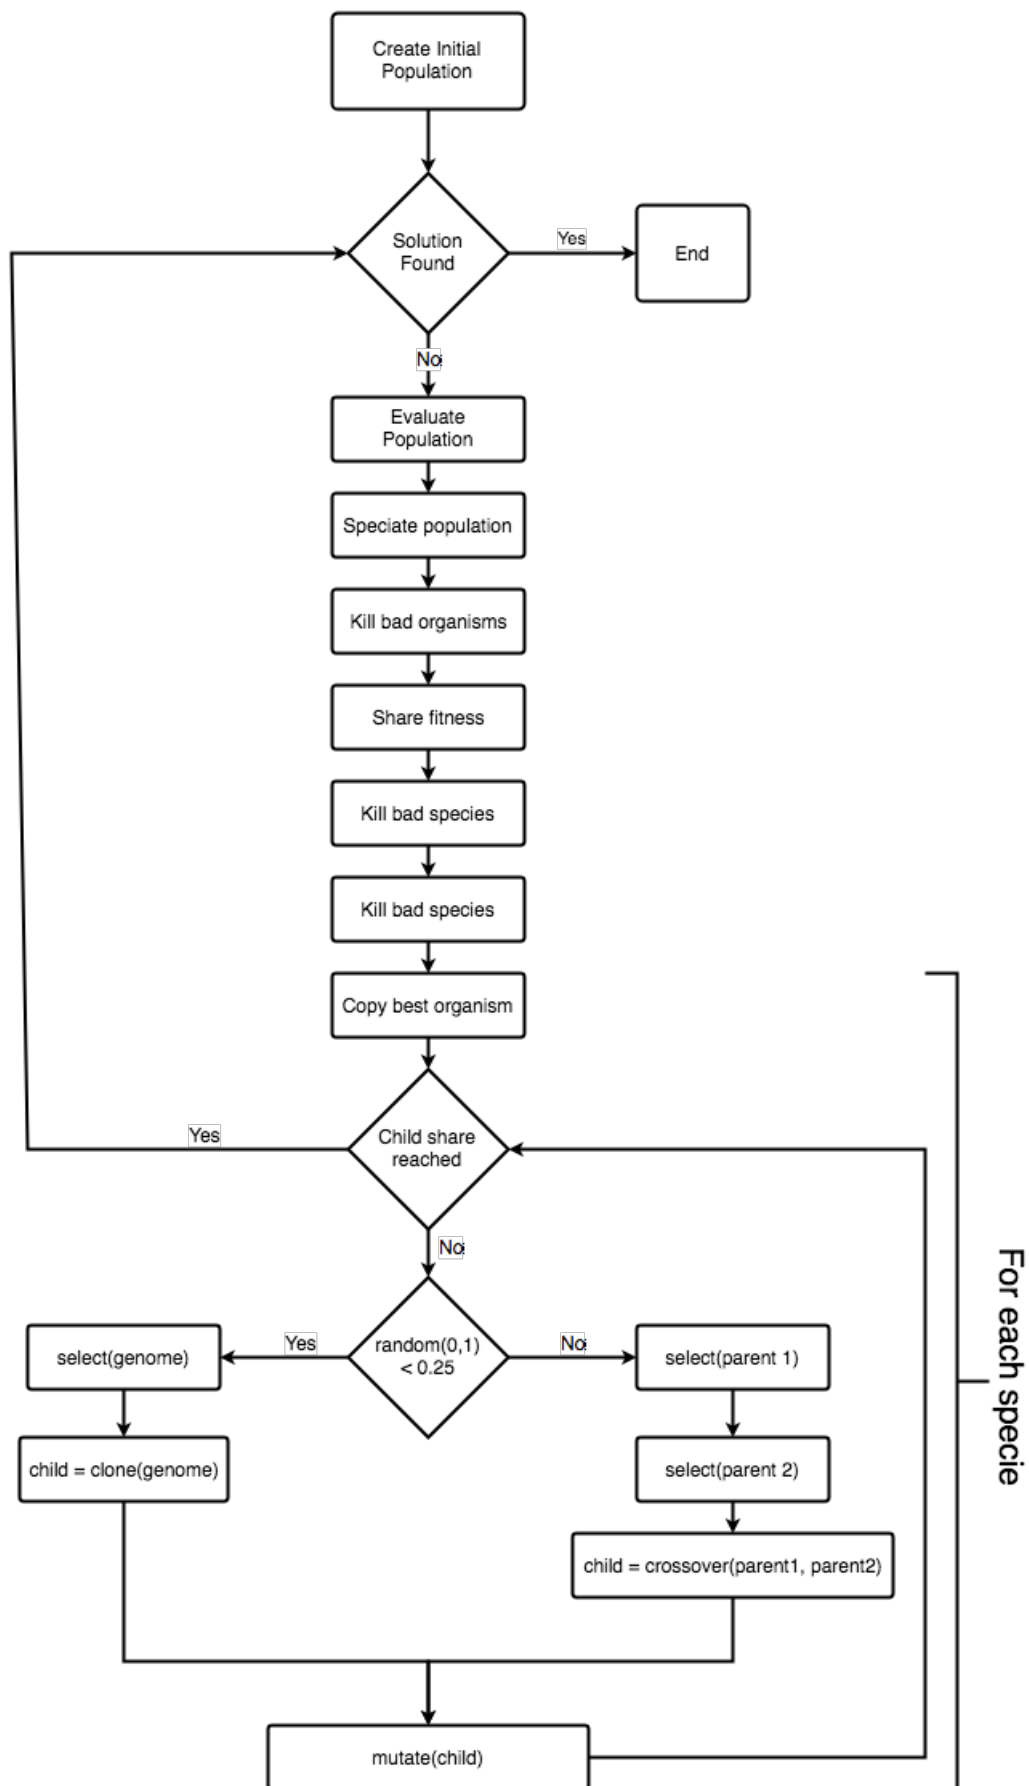 Create Initial
Population
Solution
Found
Yes
End
No
Evaluate
Population
Speciate population
Kill bad organisms
Share fitness
Kill bad species
Kill bad species
Copy best organism
Child share
reached
Yes
No
random(0,1)
< 0.25
Yes
No
select(genome)
select(parent 1)
child = clone(genome)
select(parent 2)
child = crossover(parent1, parent2)
mutate(child)
For each specie